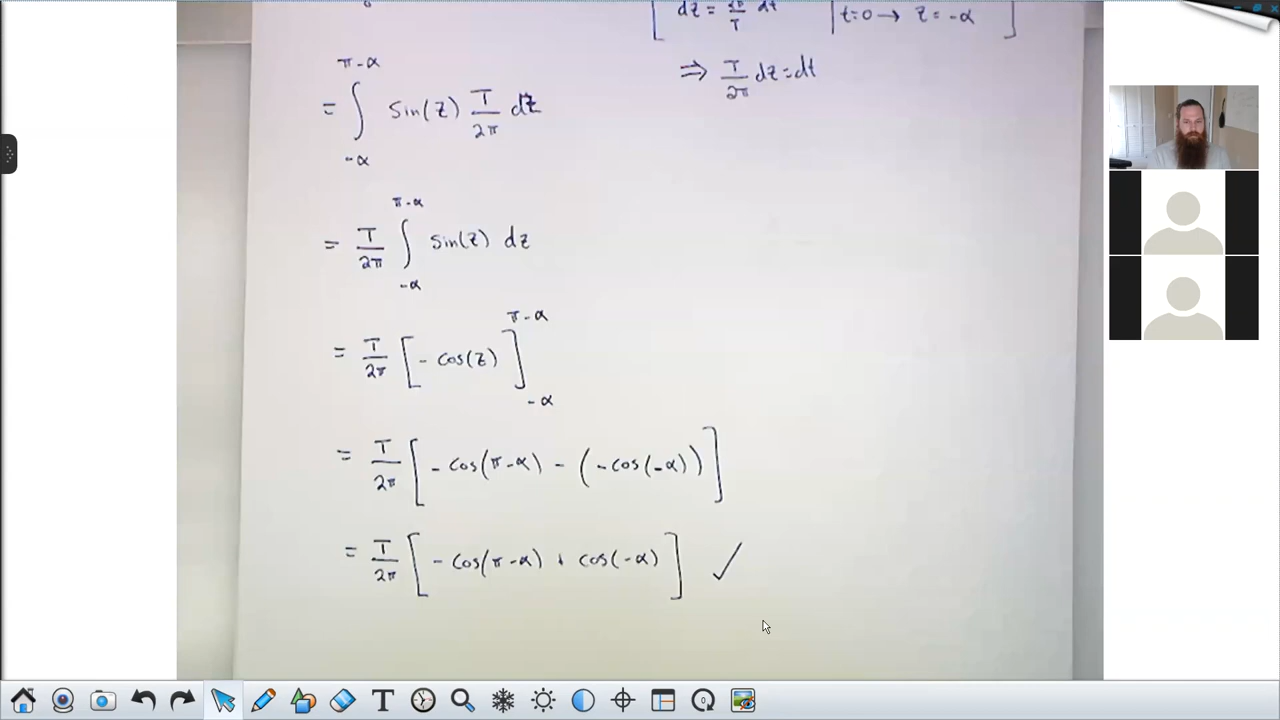 dz = 2π/T dt | t=0 → z = -α
⇒ T/2π dz = dt
= ∫_{-α}^{π-α} sin(z) T/2π dz
= T/2π ∫_{-α}^{π-α} sin(z) dz
= T/2π [- cos(z)]_{-α}^{π-α}
= T/2π [- cos(π-α) - (-cos(-α))]
= T/2π [- cos(π-α) + cos(-α)] ✓
T